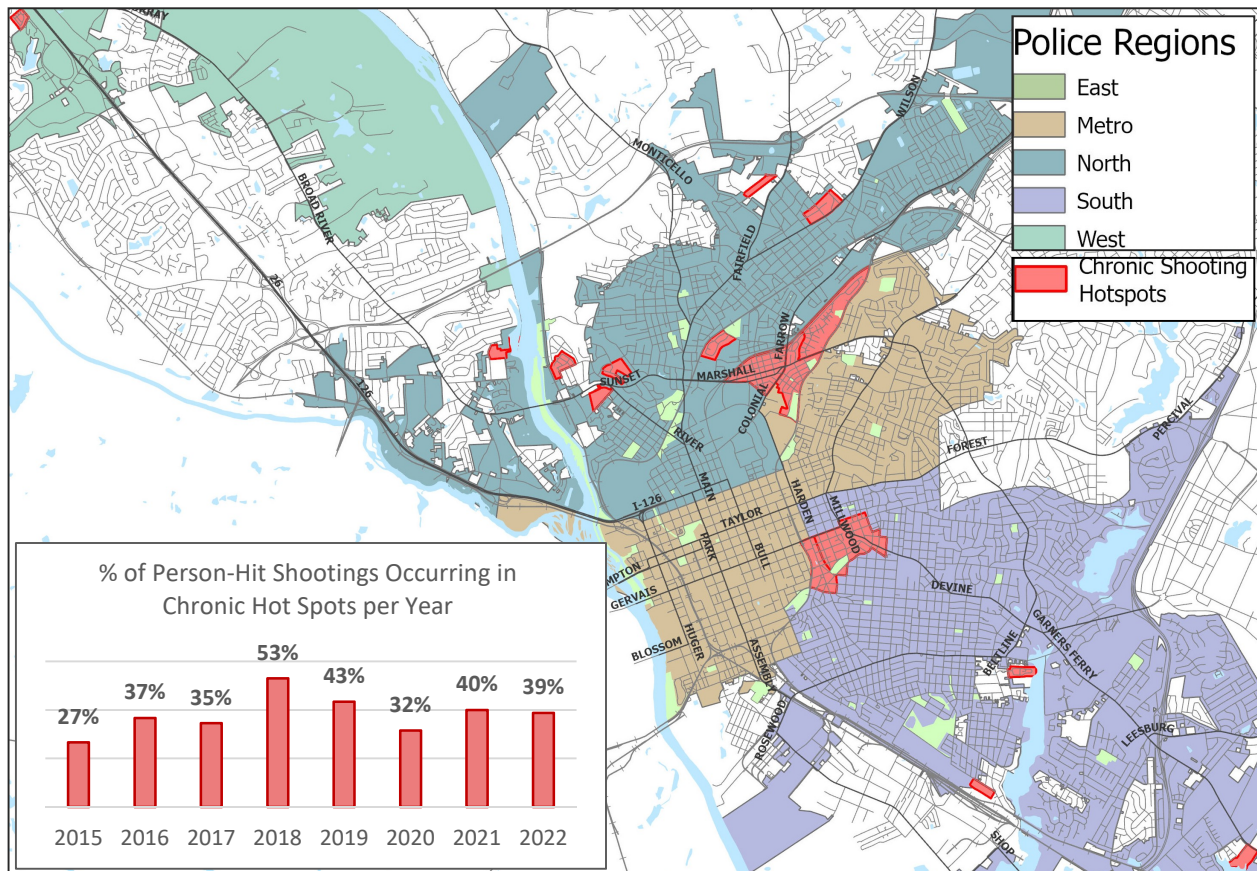 Police Regions
East
Metro
North
South
West
Chronic Shooting
Hotspots
WILSON
MONTICELLO
BROAD RIVER
FAIRFIELD
26
FARROW
MARSHALL
SUNSET
COLONIAL
126
RIVER
PERCIVAL
FOREST
MAIN
HARDEN
I-126
TAYLOR
MILLWOOD
PARK
BULL
MPTON
GERVAIS
DEVINE
GARNERS FERRY
BLOSSOM
HUGER
ASSEMBLY
BELTLINE
ROSEWOOD
LEESBURG
SHOP
% of Person-Hit Shootings Occurring in
Chronic Hot Spots per Year
27% 37% 35% 53% 43% 32% 40% 39%
2015 2016 2017 2018 2019 2020 2021 2022